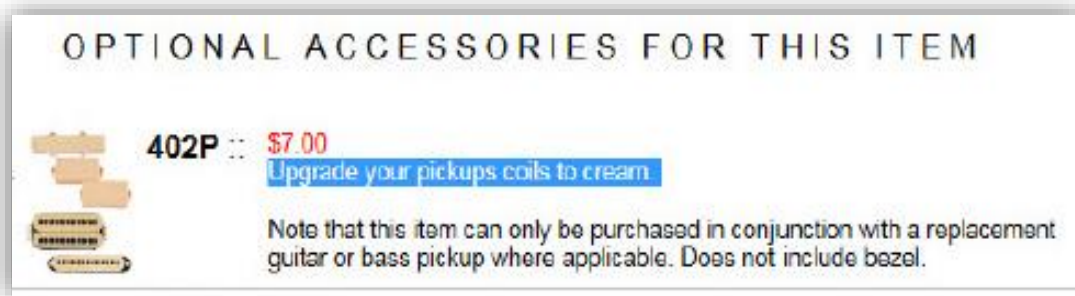 OPTIONAL ACCESSORIES FOR THIS ITEM
402P :: $7.00
Upgrade your pickups coils to cream.
Note that this item can only be purchased in conjunction with a replacement
guitar or bass pickup where applicable. Does not include bezel.